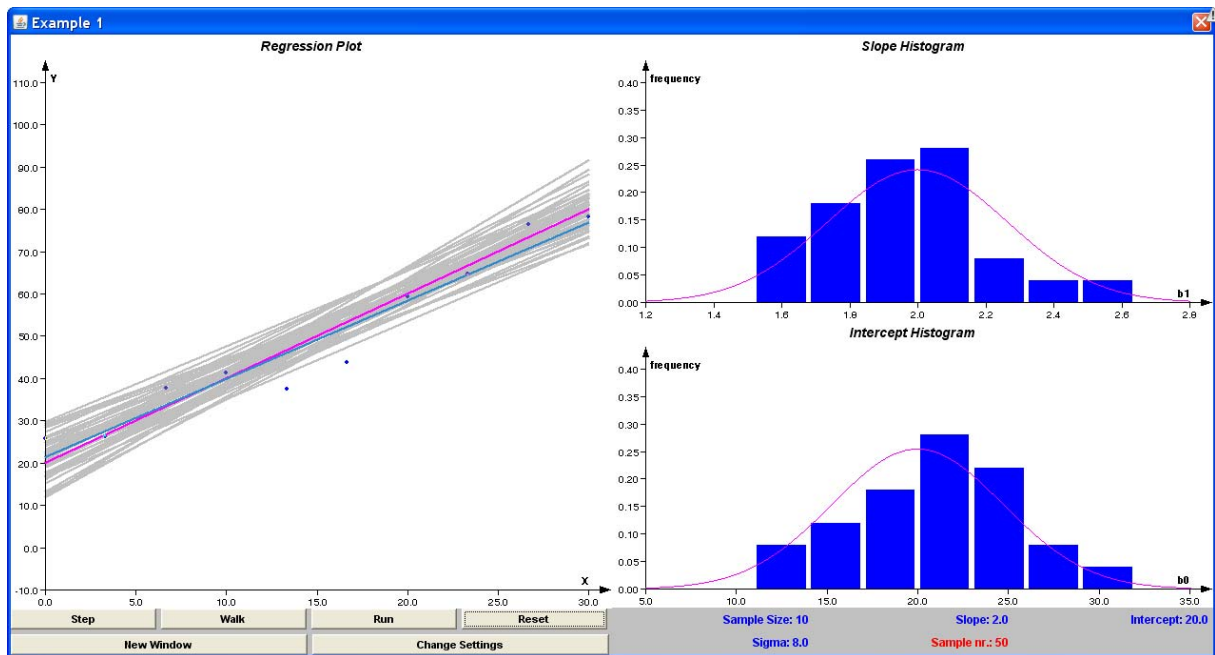 Example 1
Regression Plot
Y
110.0
100.0
90.0
80.0
70.0
60.0
50.0
40.0
30.0
20.0
10.0
0.0
-10.0
0.0 5.0 10.0 15.0 20.0 25.0 30.0
X
Slope Histogram
frequency
0.40
0.35
0.30
0.25
0.20
0.15
0.10
0.05
0.00
b1
1.2 1.4 1.6 1.8 2.0 2.2 2.4 2.6 2.8
Intercept Histogram
frequency
0.40
0.35
0.30
0.25
0.20
0.15
0.10
0.05
0.00
b0
5.0 10.0 15.0 20.0 25.0 30.0 35.0
Step Walk Run Reset
New Window Change Settings
Sample Size: 10 Slope: 2.0 Intercept: 20.0
Sigma: 8.0 Sample nr.: 50